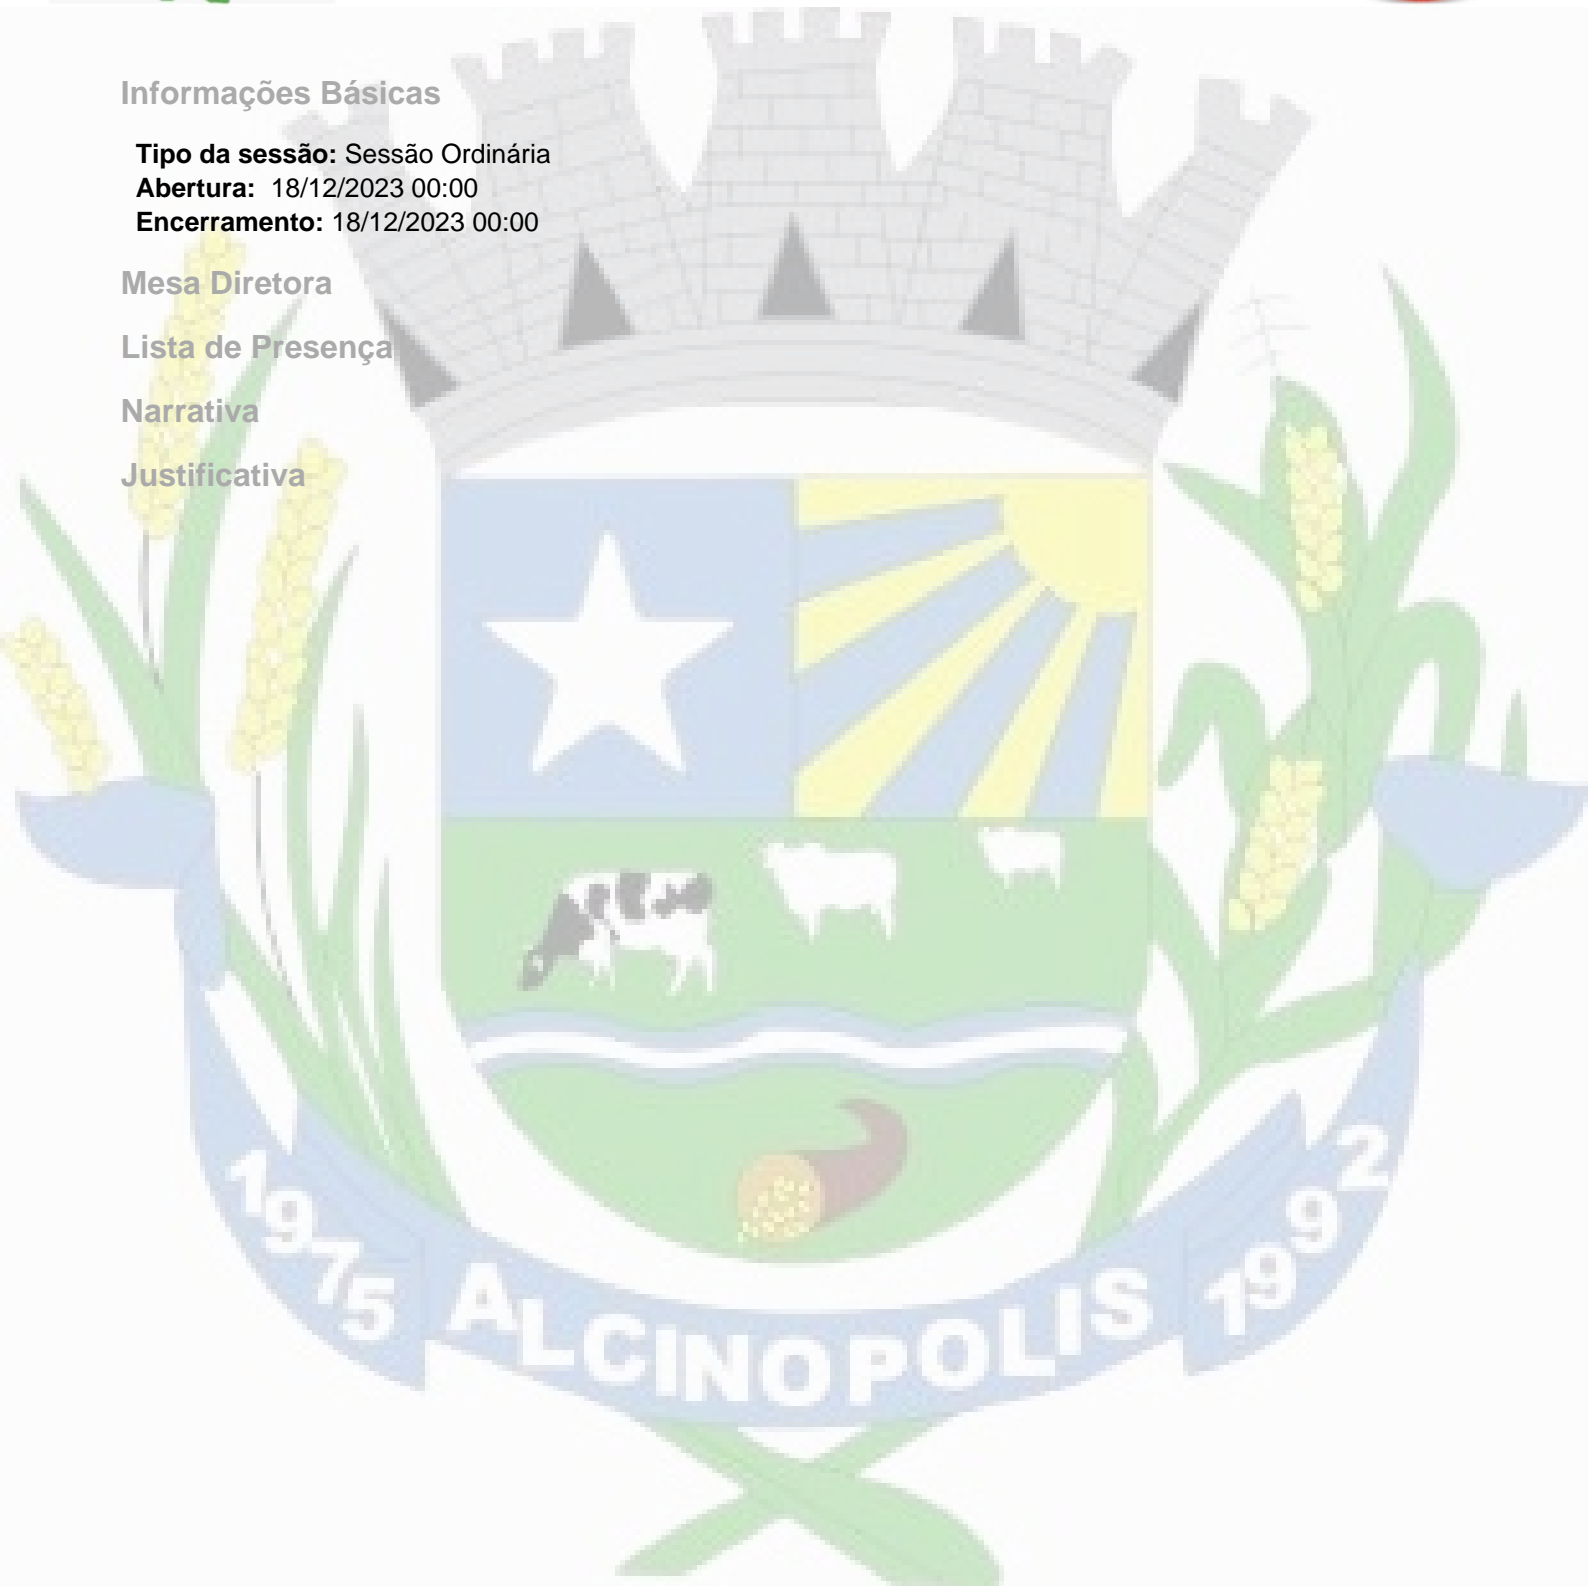 Informações Básicas
Tipo da sessão: Sessão Ordinária
Abertura: 18/12/2023 00:00
Encerramento: 18/12/2023 00:00
Mesa Diretora
Lista de Presença
Narrativa
Justificativa
1975 ALCINOPOLIS 1992